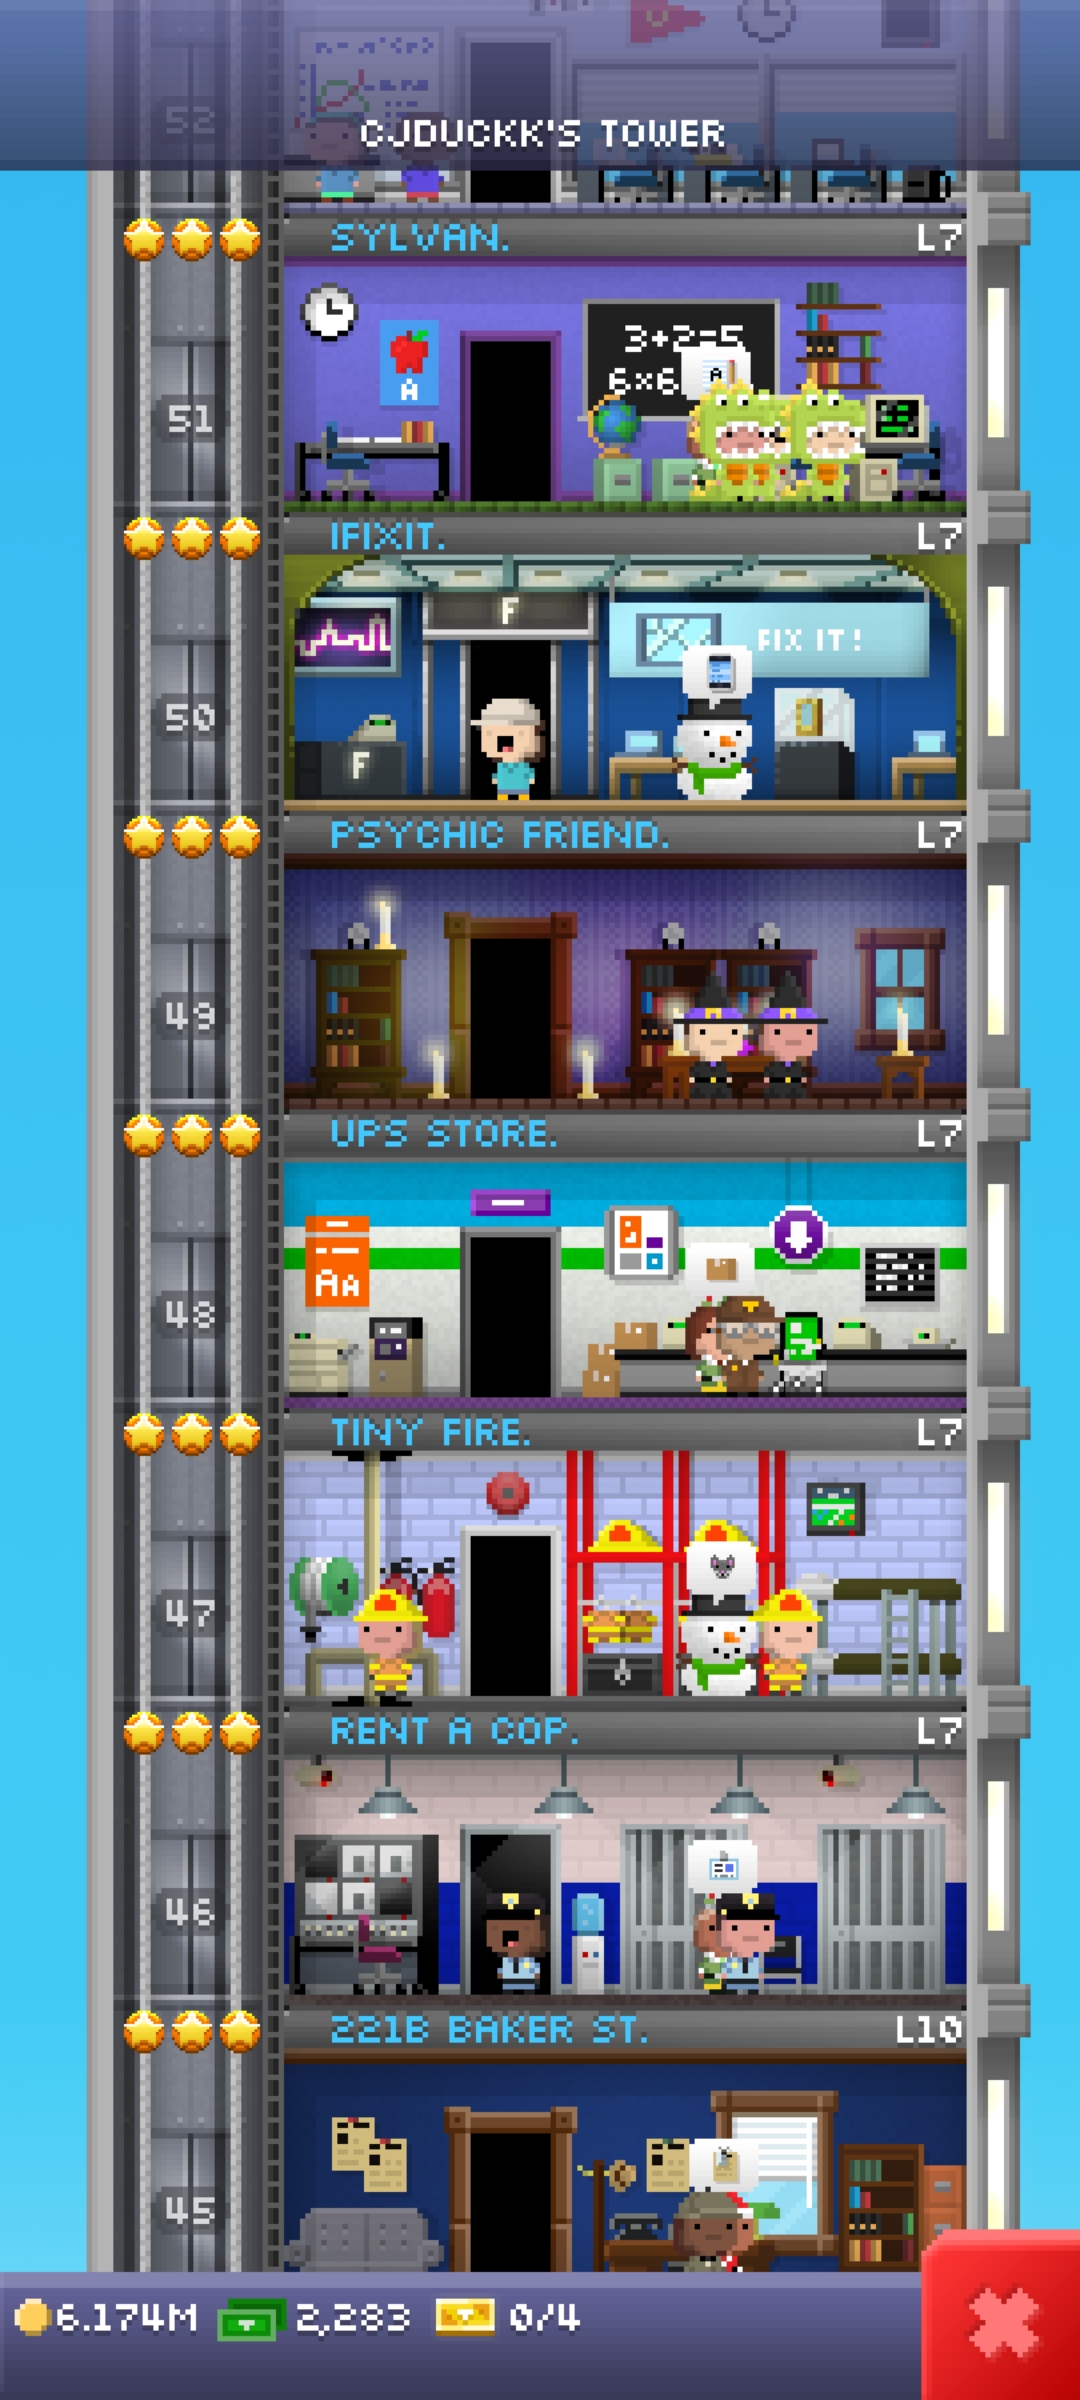 52
CJDUCKK'S TOWER
SYLVAN. L7
3+2=5
6x6
A
A
51
IFIXIT. L7
F
FIX IT!
50
F
PSYCHIC FRIEND. L7
49
UPS STORE. L7
AA
48
TINY FIRE. L7
47
RENT A COP. L7
46
221B BAKER ST. L10
45
6.174M 2,283 0/4